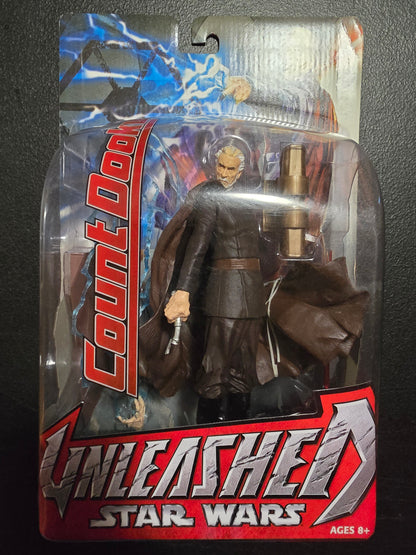 Count Dooku
UNLEASHED
STAR WARS
AGES 8+